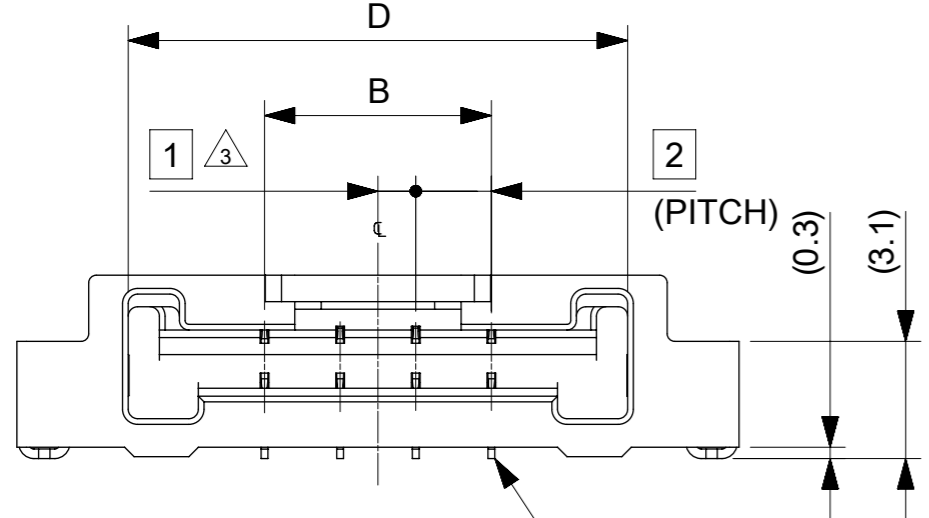 D
B
1 3 2
(PITCH)
℄
(0.3)
(3.1)